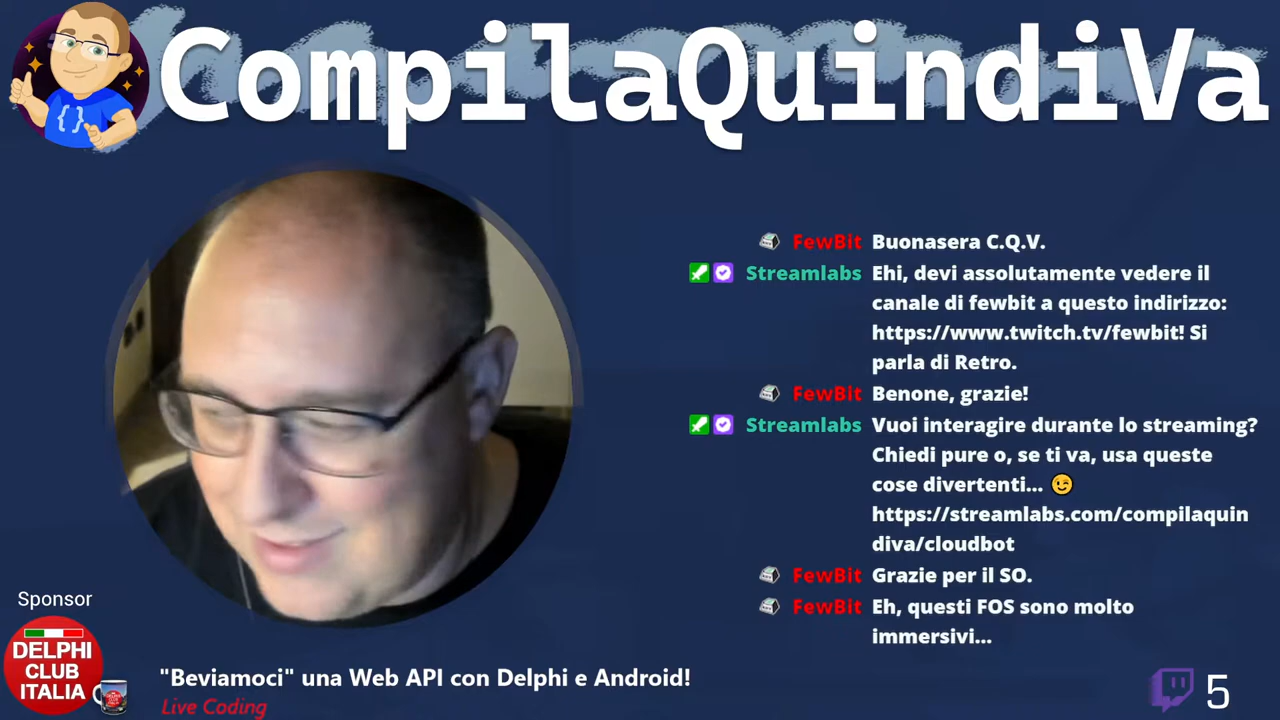 CompilaQuindiVa
{ }
FewBit Buonasera C.Q.V.
Streamlabs Ehi, devi assolutamente vedere il
canale di fewbit a questo indirizzo:
https://www.twitch.tv/fewbit! Si
parla di Retro.
FewBit Benone, grazie!
Streamlabs Vuoi interagire durante lo streaming?
Chiedi pure o, se ti va, usa queste
cose divertenti... 😉
https://streamlabs.com/compilaquin
diva/cloudbot
FewBit Grazie per il SO.
FewBit Eh, questi FOS sono molto
immersivi...
Sponsor
DELPHI
CLUB
ITALIA
"Beviamoci" una Web API con Delphi e Android!
Live Coding
5